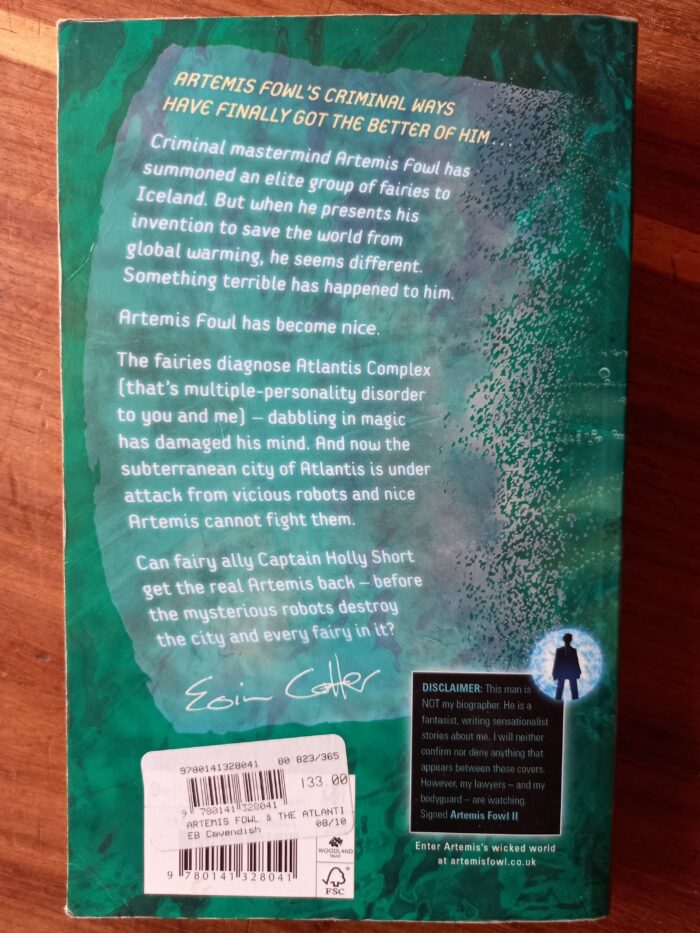 ARTEMIS FOWL'S CRIMINAL WAYS
HAVE FINALLY GOT THE BETTER OF HIM...
Criminal mastermind Artemis Fowl has
summoned an elite group of fairies to
Iceland. But when he presents his
invention to save the world from
global warming, he seems different.
Something terrible has happened to him.
Artemis Fowl has become nice.
The fairies diagnose Atlantis Complex
(that's multiple-personality disorder
to you and me) – dabbling in magic
has damaged his mind. And now the
subterranean city of Atlantis is under
attack from vicious robots and nice
Artemis cannot fight them.
Can fairy ally Captain Holly Short
get the real Artemis back – before
the mysterious robots destroy
the city and every fairy in it?
Eoin Colfer
DISCLAIMER: This man is
NOT my biographer. He is a
fantasist, writing sensationalist
stories about me. I will neither
confirm nor deny anything that
appears between these covers.
However, my lawyers – and my
bodyguard – are watching.
Signed Artemis Fowl II
Enter Artemis's wicked world
at artemisfowl.co.uk
9780141328041 80 B23/365
133.00
9 780141 328041
ARTEMIS FOWL & THE ATLANTI
EB Cavendish 08/10
WOODLAND
TRUST
FSC
9 780141 328041